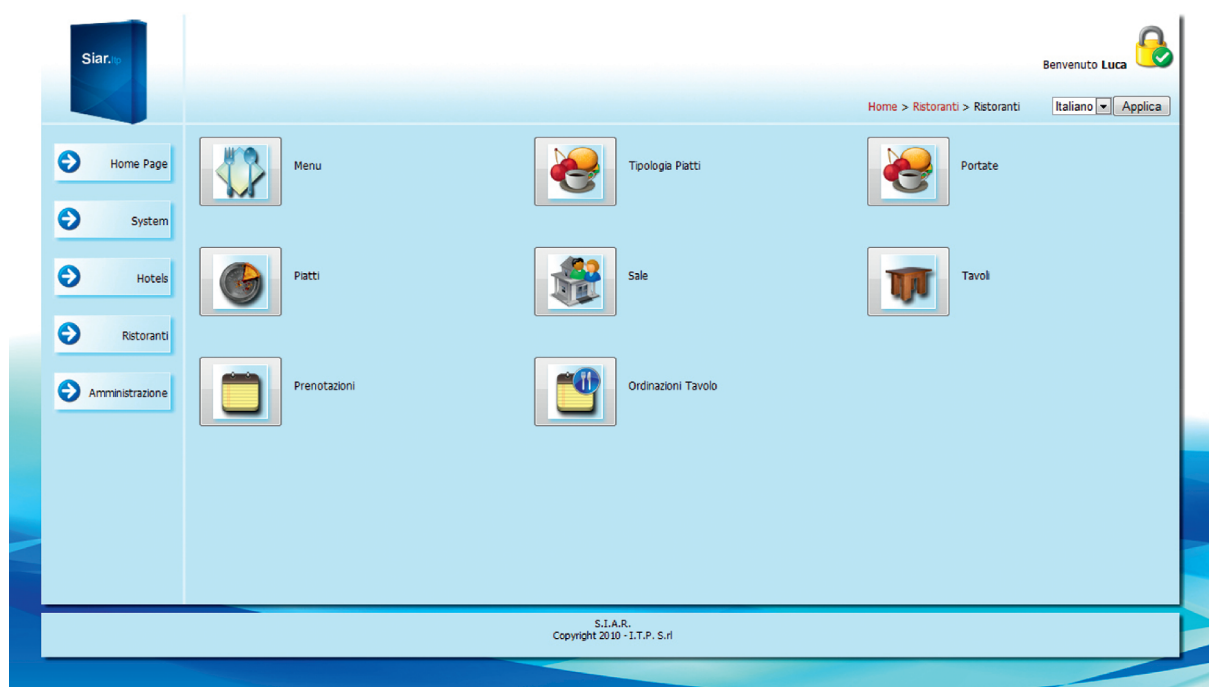 Siar.itp
Benvenuto Luca
Home > Ristoranti > Ristoranti
Italiano
Applica
Home Page
System
Hotels
Ristoranti
Amministrazione
Menu
Tipologia Piatti
Portate
Piatti
Sale
Tavoli
Prenotazioni
Ordinazioni Tavolo
S.I.A.R.
Copyright 2010 - I.T.P. S.rl